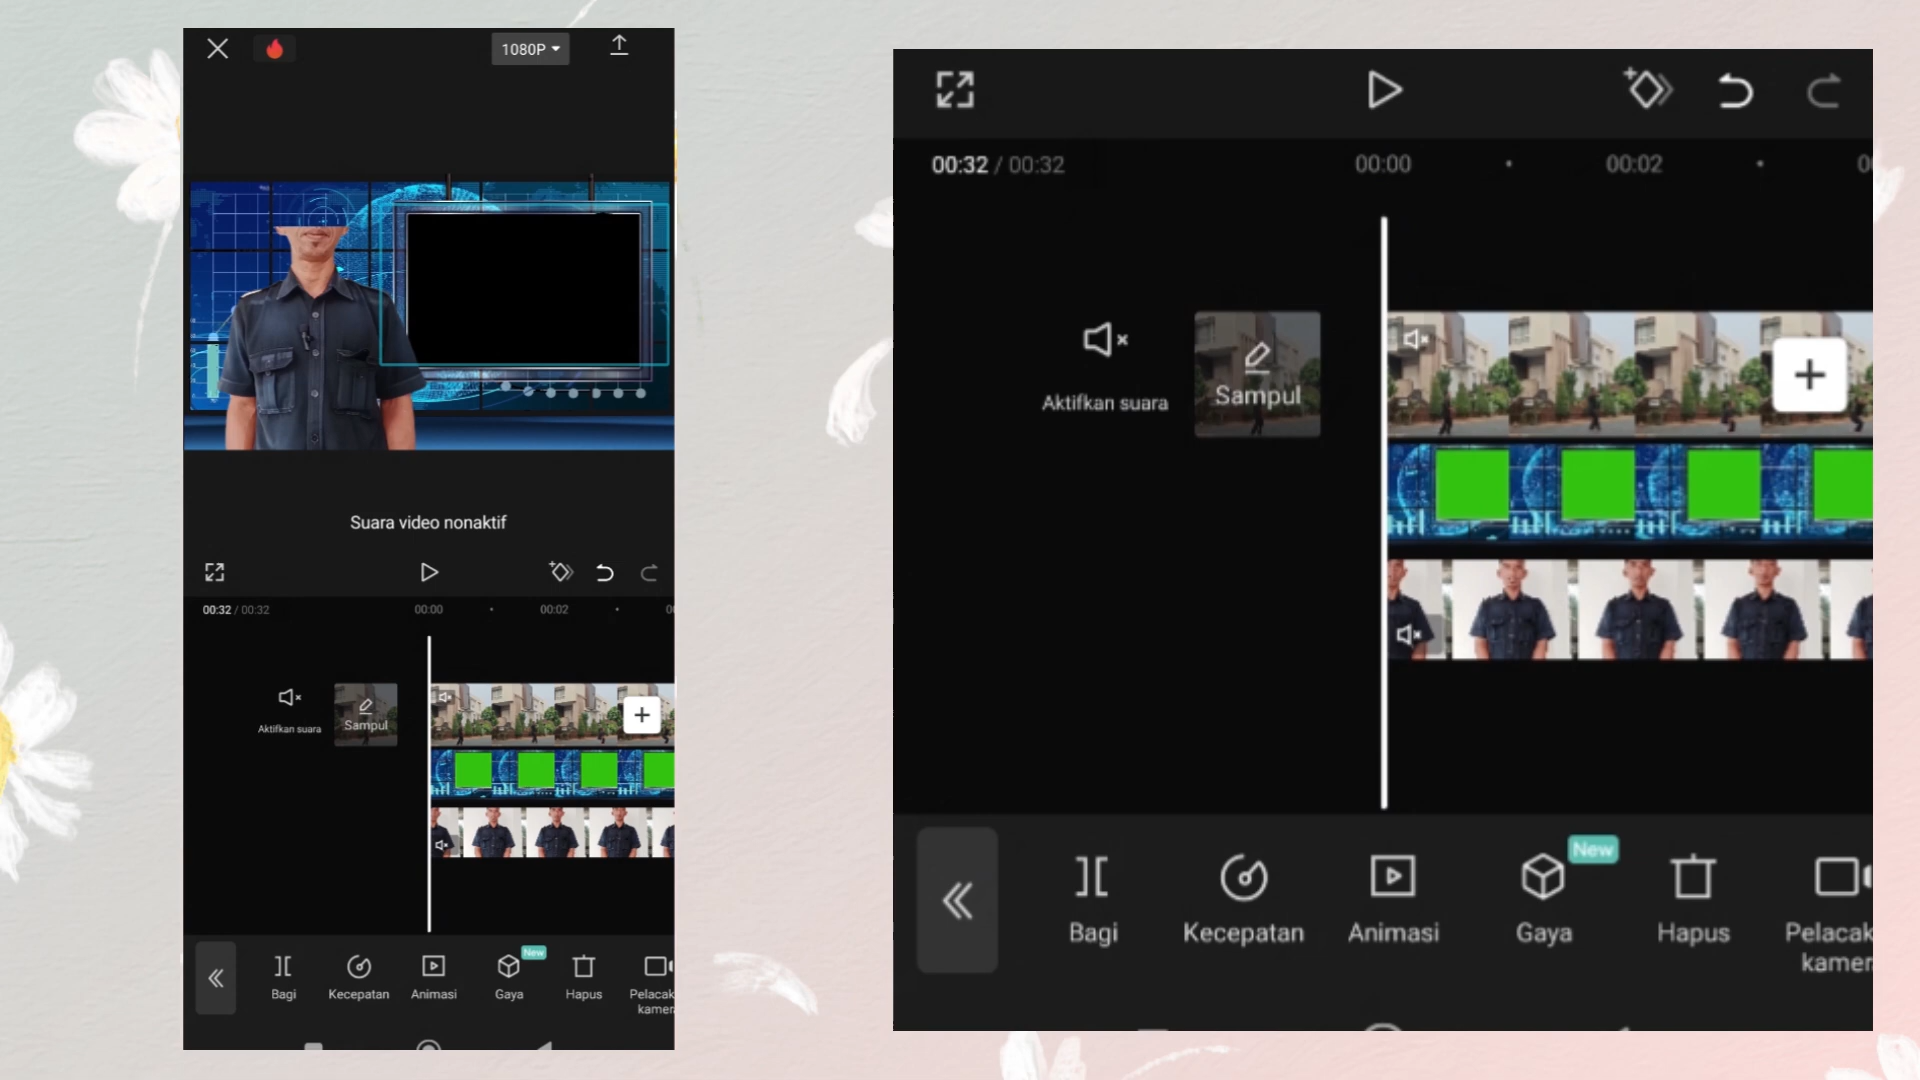 1080P
Suara video nonaktif
00:32 / 00:32
00:00
00:02
Aktifkan suara
Sampul
New
Bagi
Kecepatan
Animasi
Gaya
Hapus
Pelacak
kamer
00:32 / 00:32
00:00
00:02
Aktifkan suara
Sampul
New
Bagi
Kecepatan
Animasi
Gaya
Hapus
Pelacak
kamer